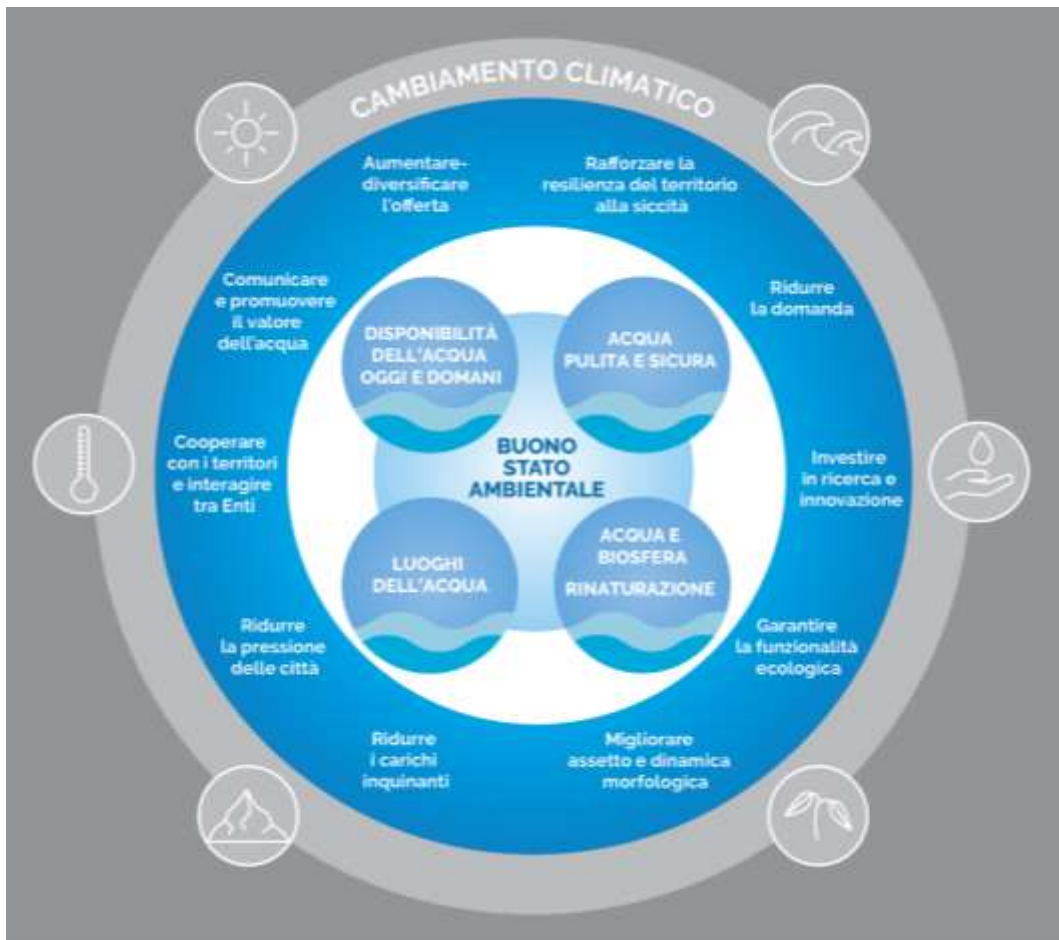 CAMBIAMENTO CLIMATICO
Aumentare-
diversificare
l'offerta
Rafforzare la
resilienza del territorio
alla siccità
Ridurre
la domanda
Investire
in ricerca e
innovazione
Garantire
la funzionalità
ecologica
Migliorare
assetto e dinamica
morfologica
Ridurre
i carichi
inquinanti
Ridurre
la pressione
delle città
Cooperare
con i territori
e interagire
tra Enti
Comunicare
e promuovere
il valore
dell'acqua
DISPONIBILITÀ
DELL'ACQUA
OGGI E DOMANI
ACQUA
PULITA E SICURA
BUONO
STATO
AMBIENTALE
LUOGHI
DELL'ACQUA
ACQUA E
BIOSFERA
RINATURAZIONE